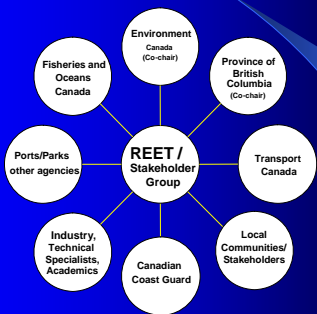 Environment
Canada
(Co-chair)
Fisheries and
Oceans
Canada
Province of
British
Columbia
(Co-chair)
Ports/Parks
other agencies
REET /
Stakeholder
Group
Transport
Canada
Industry,
Technical
Specialists,
Academics
Canadian
Coast Guard
Local
Communities/
Stakeholders